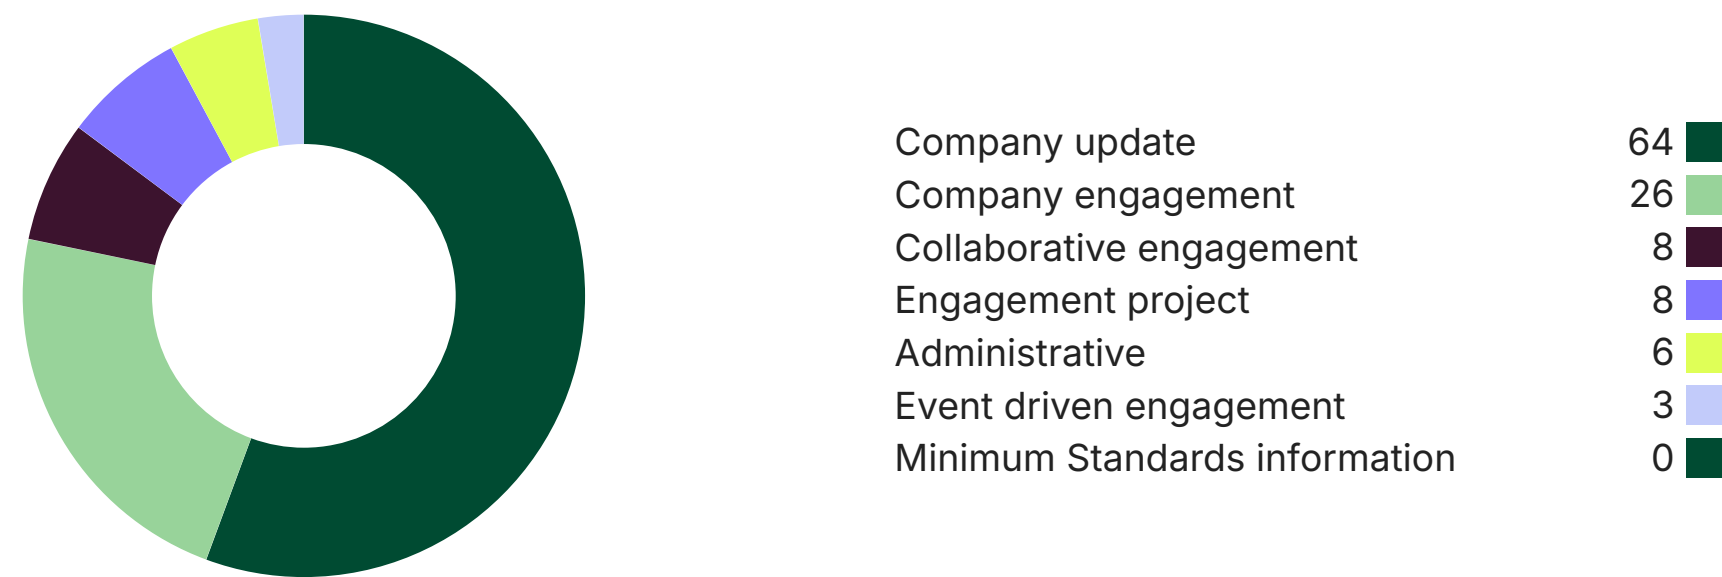 Company update 64
Company engagement 26
Collaborative engagement 8
Engagement project 8
Administrative 6
Event driven engagement 3
Minimum Standards information 0